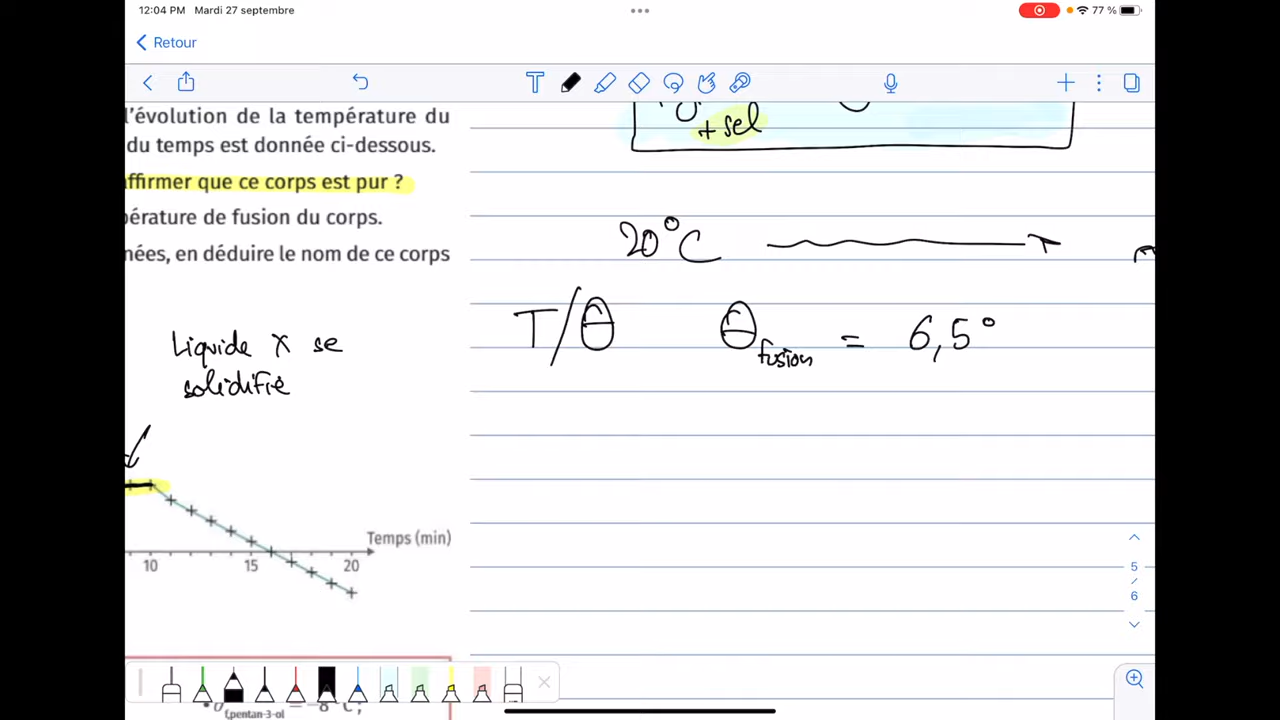 12:04 PM Mardi 27 septembre
77 %
Retour
l'évolution de la température du
du temps est donnée ci-dessous.
affirmer que ce corps est pur ?
pérature de fusion du corps.
nées, en déduire le nom de ce corps
Liquide X se
solidifie
Temps (min)
10 15 20
+ sel
20°C
T/θ θfusion = 6,5°
5
/
6
(pentan-3-ol = -8 °C ;